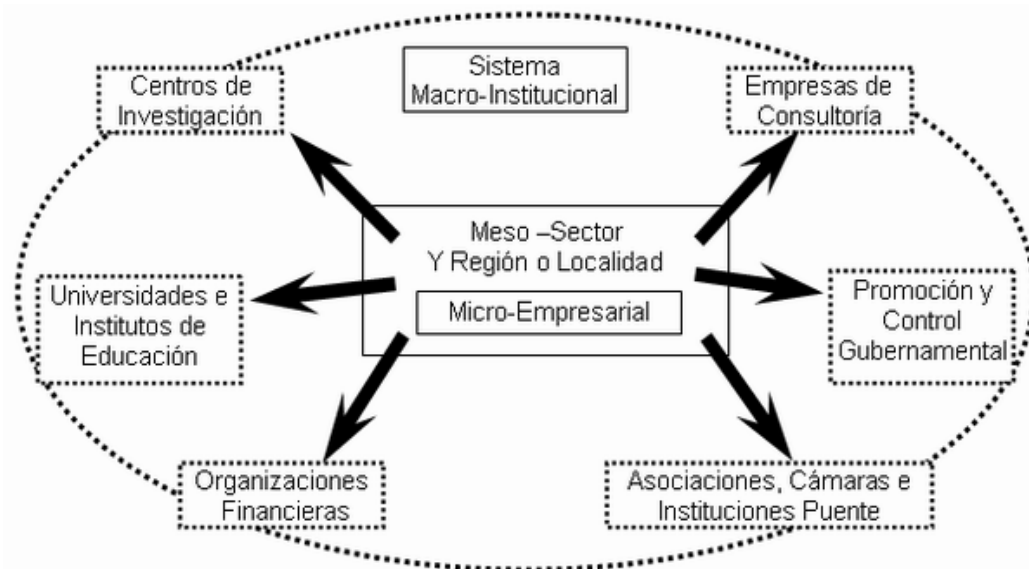 Centros de
Investigación
Sistema
Macro-Institucional
Empresas de
Consultoría
Meso –Sector
Y Región o Localidad
Micro-Empresarial
Universidades e
Institutos de
Educación
Promoción y
Control
Gubernamental
Organizaciones
Financieras
Asociaciones, Cámaras e
Instituciones Puente